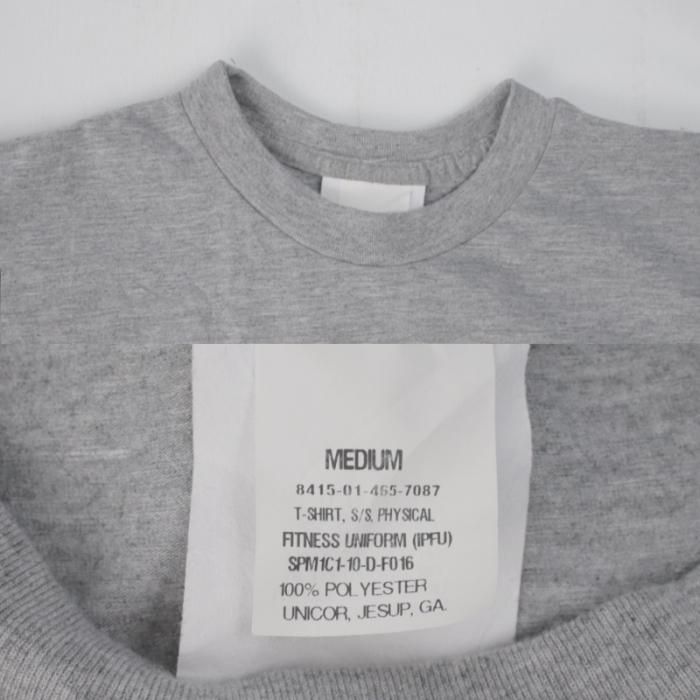 MEDIUM
8415-01-465-7087
T-SHIRT, S/S, PHYSICAL
FITNESS UNIFORM (IPFU)
SPM1C1-10-D-F016
100% POLYESTER
UNICOR, JESUP, GA.